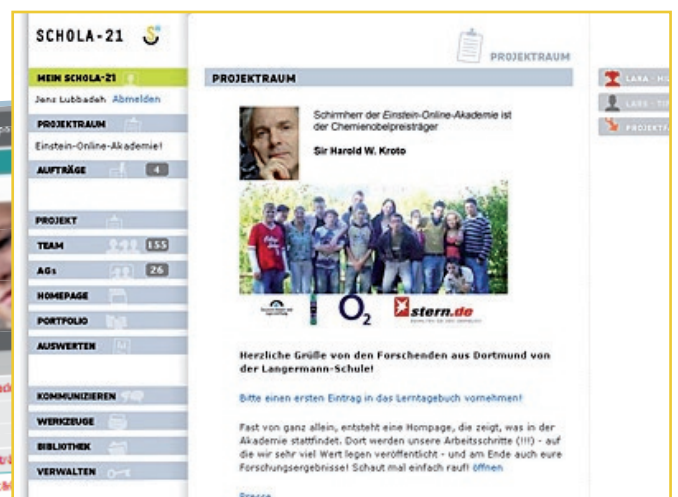 SCHOLA-21
PROJEKTRAUM
MEIN SCHOLA-21
Jens Lubbadeh Abmelden
PROJEKTRAUM
Einstein-Online-Akademie!
AUFTRÄGE 4
PROJEKT
TEAM 155
AGs 26
HOMEPAGE
PORTFOLIO
AUSWERTEN
KOMMUNIZIEREN
WERKZEUGE
BIBLIOTHEK
VERWALTEN
PROJEKTRAUM
Schirmherr der Einstein-Online-Akademie ist
der Chemienobelpreisträger
Sir Harold W. Kroto
O2
stern.de
Herzliche Grüße von den Forschenden aus Dortmund von
der Langermann-Schule!
Bitte einen ersten Eintrag in das Lerntagebuch vornehmen!
Fast von ganz allein, entsteht eine Hompage, die zeigt, was in der
Akademie stattfindet. Dort werden unsere Arbeitsschritte (!!!) - auf
die wir sehr viel Wert legen veröffentlicht - und am Ende auch eure
Forschungsergebnisse! Schaut mal einfach rauf! öffnen
Presse